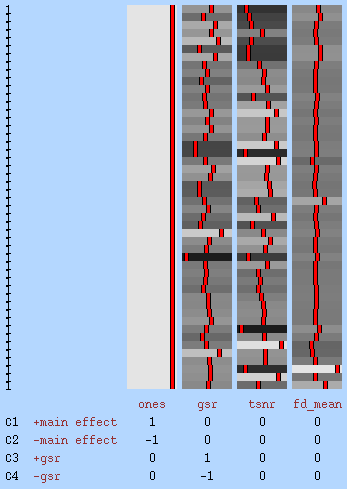 1
ones gsr tsnr fd_mean
C1 +main effect 1 0 0 0
C2 -main effect -1 0 0 0
C3 +gsr 0 1 0 0
C4 -gsr 0 -1 0 0